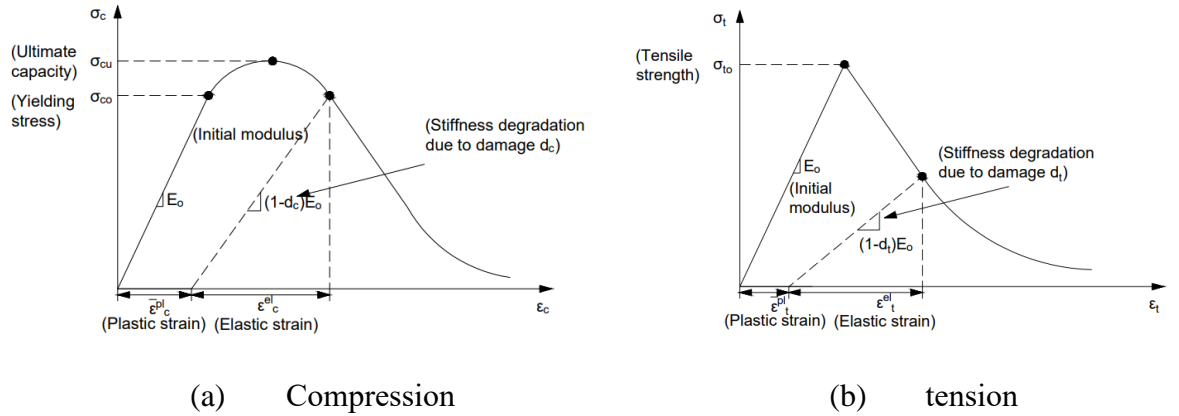 σc
(Ultimate
capacity)
σcu
(Yielding
stress)
σco
(Initial modulus)
(Stiffness degradation
due to damage dc)
Eo
(1-dc)Eo
ε̅plc
εelc
εc
(Plastic strain) (Elastic strain)
(a) Compression
σt
(Tensile
strength)
σto
Eo
(Initial
modulus)
(Stiffness degradation
due to damage dt)
(1-dt)Eo
ε̅plt
εelt
εt
(Plastic strain) (Elastic strain)
(b) tension